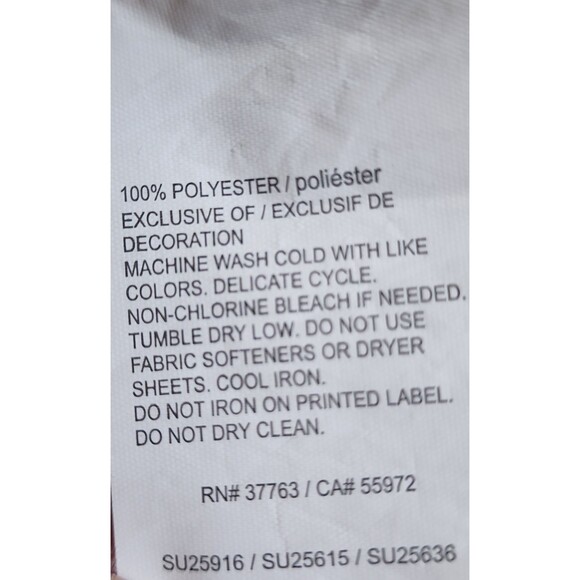 100% POLYESTER / poliéster
EXCLUSIVE OF / EXCLUSIF DE
DECORATION
MACHINE WASH COLD WITH LIKE
COLORS. DELICATE CYCLE.
NON-CHLORINE BLEACH IF NEEDED.
TUMBLE DRY LOW. DO NOT USE
FABRIC SOFTENERS OR DRYER
SHEETS. COOL IRON.
DO NOT IRON ON PRINTED LABEL.
DO NOT DRY CLEAN.
RN# 37763 / CA# 55972
SU25916 / SU25615 / SU25636